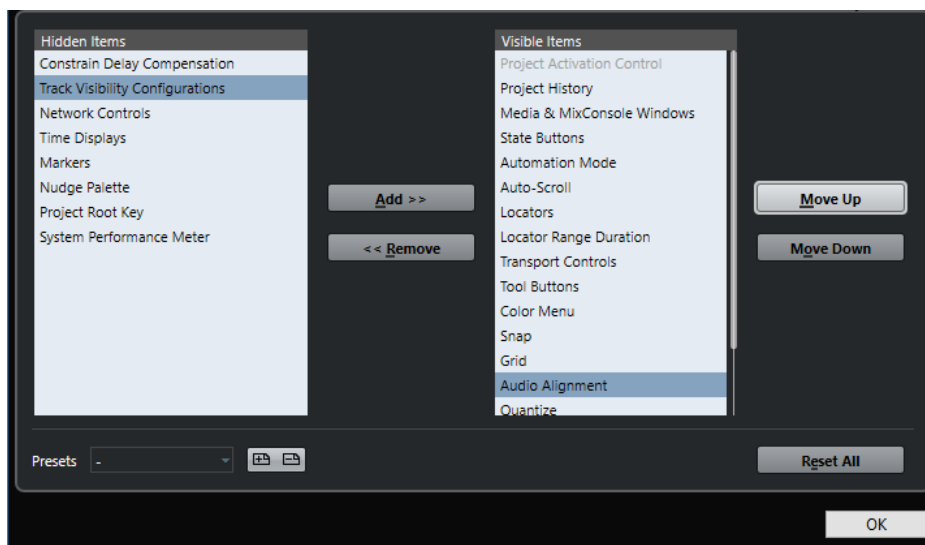 Hidden Items
Constrain Delay Compensation
Track Visibility Configurations
Network Controls
Time Displays
Markers
Nudge Palette
Project Root Key
System Performance Meter
Add >>
<< Remove
Visible Items
Project Activation Control
Project History
Media & MixConsole Windows
State Buttons
Automation Mode
Auto-Scroll
Locators
Locator Range Duration
Transport Controls
Tool Buttons
Color Menu
Snap
Grid
Audio Alignment
Quantize
Move Up
Move Down
Presets -
Reset All
OK